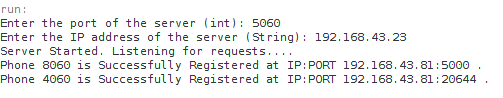 run:
Enter the port of the server (int): 5060
Enter the IP address of the server (String): 192.168.43.23
Server Started. Listening for requests....
Phone 8060 is Successfully Registered at IP:PORT 192.168.43.81:5000 .
Phone 4060 is Successfully Registered at IP:PORT 192.168.43.81:20644 .